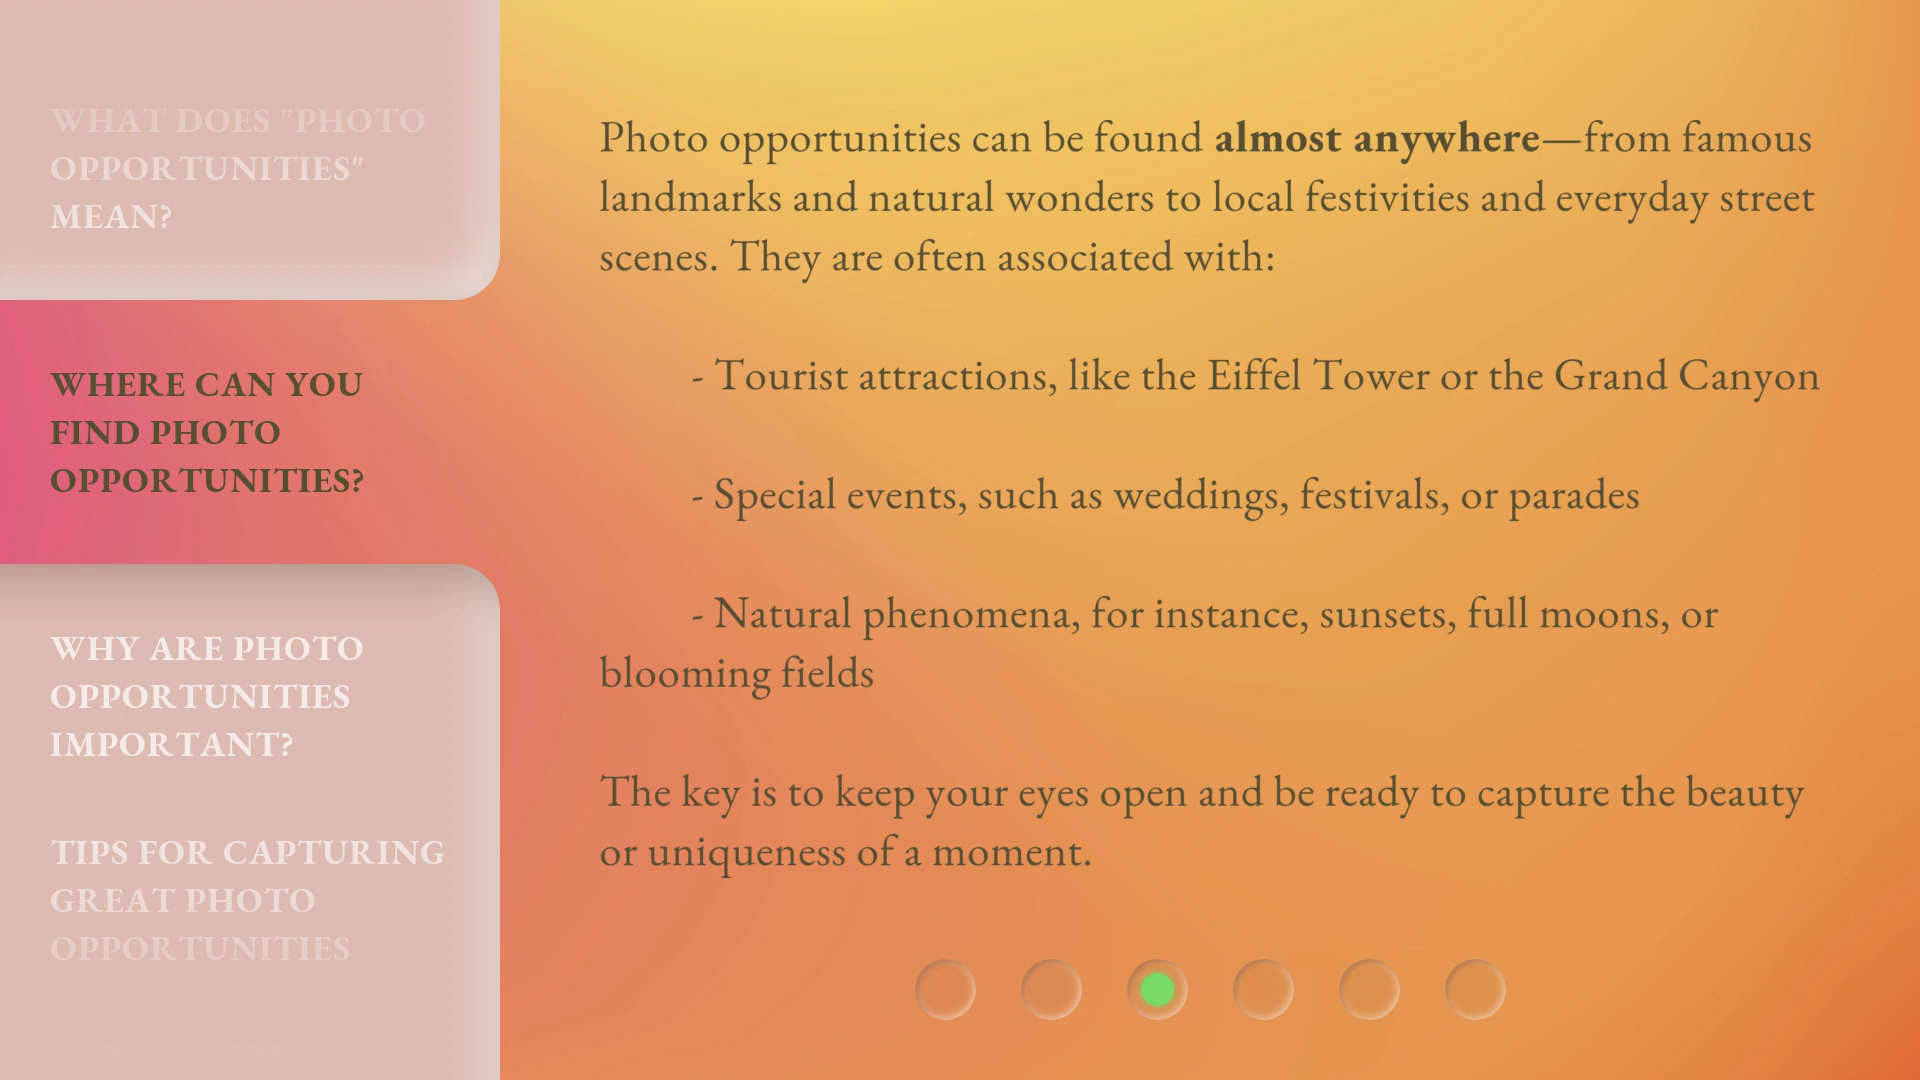 WHAT DOES "PHOTO
OPPORTUNITIES"
MEAN?
WHERE CAN YOU
FIND PHOTO
OPPORTUNITIES?
WHY ARE PHOTO
OPPORTUNITIES
IMPORTANT?
TIPS FOR CAPTURING
GREAT PHOTO
OPPORTUNITIES
CONCLUSION
Photo opportunities can be found almost anywhere—from famous
landmarks and natural wonders to local festivities and everyday street
scenes. They are often associated with:
- Tourist attractions, like the Eiffel Tower or the Grand Canyon
- Special events, such as weddings, festivals, or parades
- Natural phenomena, for instance, sunsets, full moons, or
blooming fields
The key is to keep your eyes open and be ready to capture the beauty
or uniqueness of a moment.